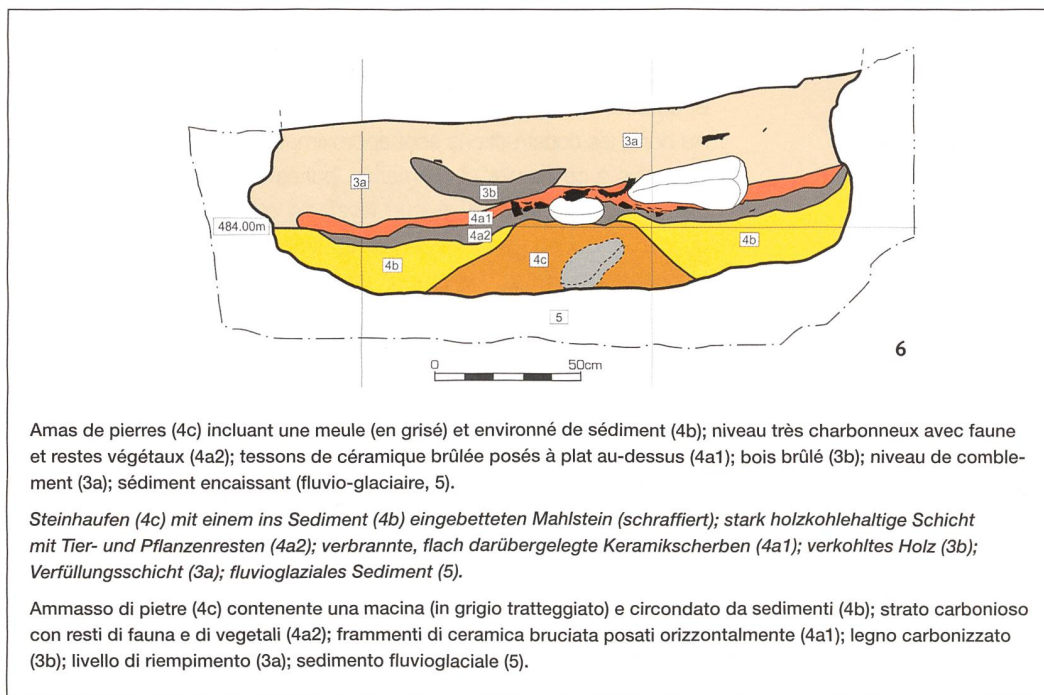 3a
3a
3b
4a1
484.00m
4a2
4b
4b
4c
5
6
0 50cm
Amas de pierres (4c) incluant une meule (en grisé) et environné de sédiment (4b); niveau très charbonneux avec faune
et restes végétaux (4a2); tessons de céramique brûlée posés à plat au-dessus (4a1); bois brûlé (3b); niveau de comble-
ment (3a); sédiment encaissant (fluvio-glaciaire, 5).
Steinhaufen (4c) mit einem ins Sediment (4b) eingebetteten Mahlstein (schraffiert); stark holzkohlehaltige Schicht
mit Tier- und Pflanzenresten (4a2); verbrannte, flach darübergelegte Keramikscherben (4a1); verkohltes Holz (3b);
Verfüllungsschicht (3a); fluvioglaziales Sediment (5).
Ammasso di pietre (4c) contenente una macina (in grigio tratteggiato) e circondato da sedimenti (4b); strato carbonioso
con resti di fauna e di vegetali (4a2); frammenti di ceramica bruciata posati orizzontalmente (4a1); legno carbonizzato
(3b); livello di riempimento (3a); sedimento fluvioglaciale (5).